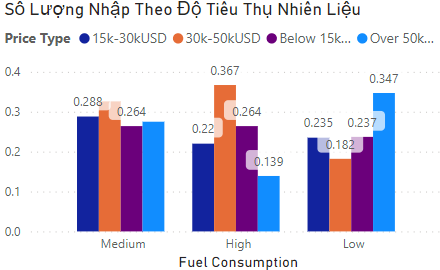 Số Lượng Nhập Theo Độ Tiêu Thụ Nhiên Liệu
Price Type 15k-30kUSD 30k-50kUSD Below 15k... Over 50k...
0.4
0.3
0.2
0.1
0.0
0.288 0.264
0.22 0.367 0.264 0.139
0.235 0.182 0.237 0.347
Medium High Low
Fuel Consumption